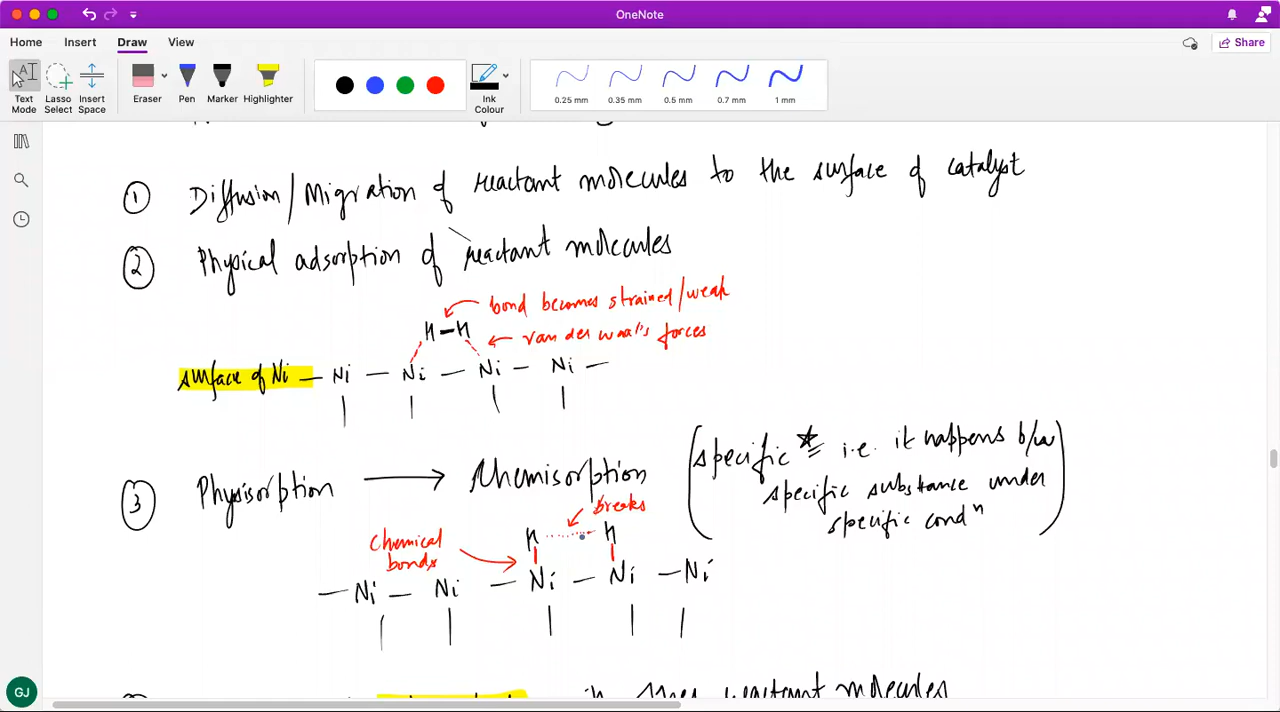 OneNote
Home Insert Draw View
Share
Text Mode
Lasso Select
Insert Space
Eraser
Pen
Marker
Highlighter
Ink Colour
0.25 mm
0.35 mm
0.5 mm
0.7 mm
1 mm
① Diffusion/Migration of reactant molecules to the surface of catalyst
② Physical adsorption of reactant molecules
bond becomes strained/weak
H–H
van der waal's forces
surface of Ni – Ni – Ni – Ni – Ni –
③ Physisorption → Chemisorption
(specific* i.e. it happens b/w
specific substance under
specific condⁿ)
breaks
Chemical bonds
H ...... H
– Ni – Ni – Ni – Ni – Ni
reactant molecules
GJ